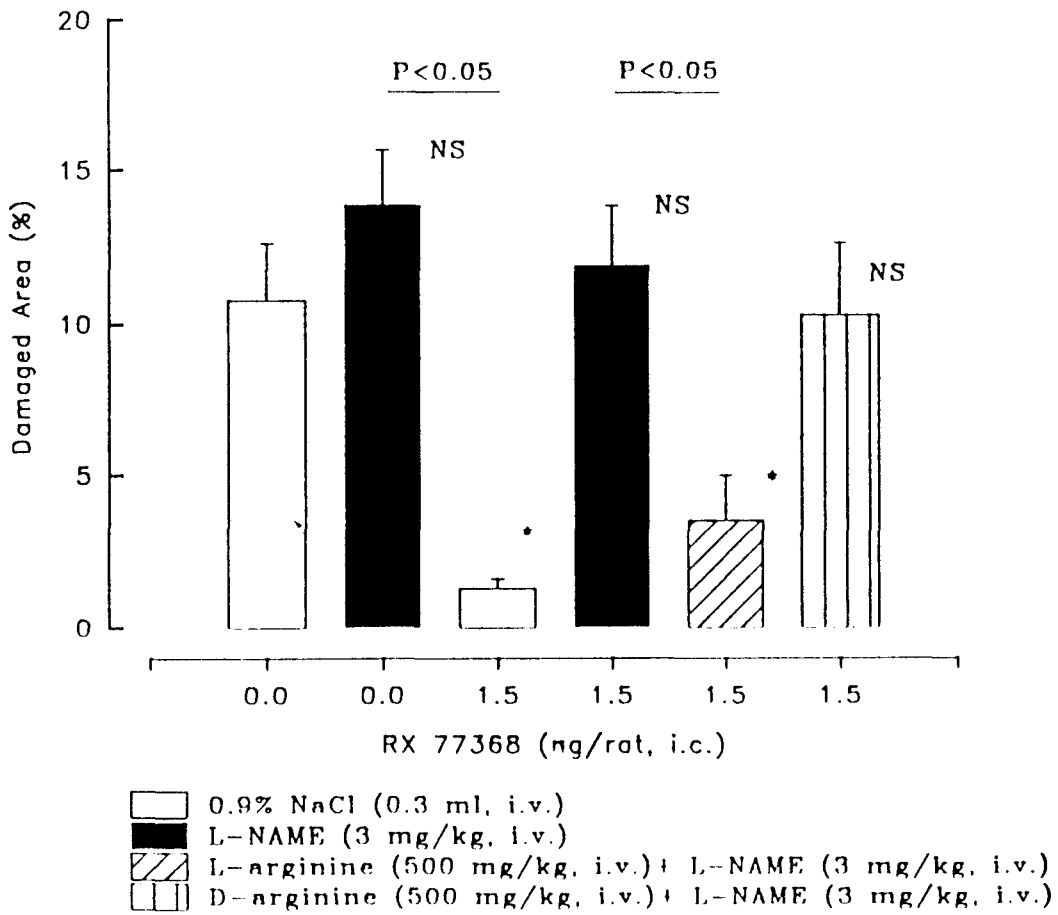 20
P<0.05 P<0.05
NS
15
NS
NS
10
5
*
*
0
Damaged Area (%)
0.0 0.0 1.5 1.5 1.5 1.5
RX 77368 (ng/rat, i.c.)
0.9% NaCl (0.3 ml, i.v.)
L-NAME (3 mg/kg, i.v.)
L-arginine (500 mg/kg, i.v.)+ L-NAME (3 mg/kg, i.v.)
D-arginine (500 mg/kg, i.v.)+ L-NAME (3 mg/kg, i.v.)